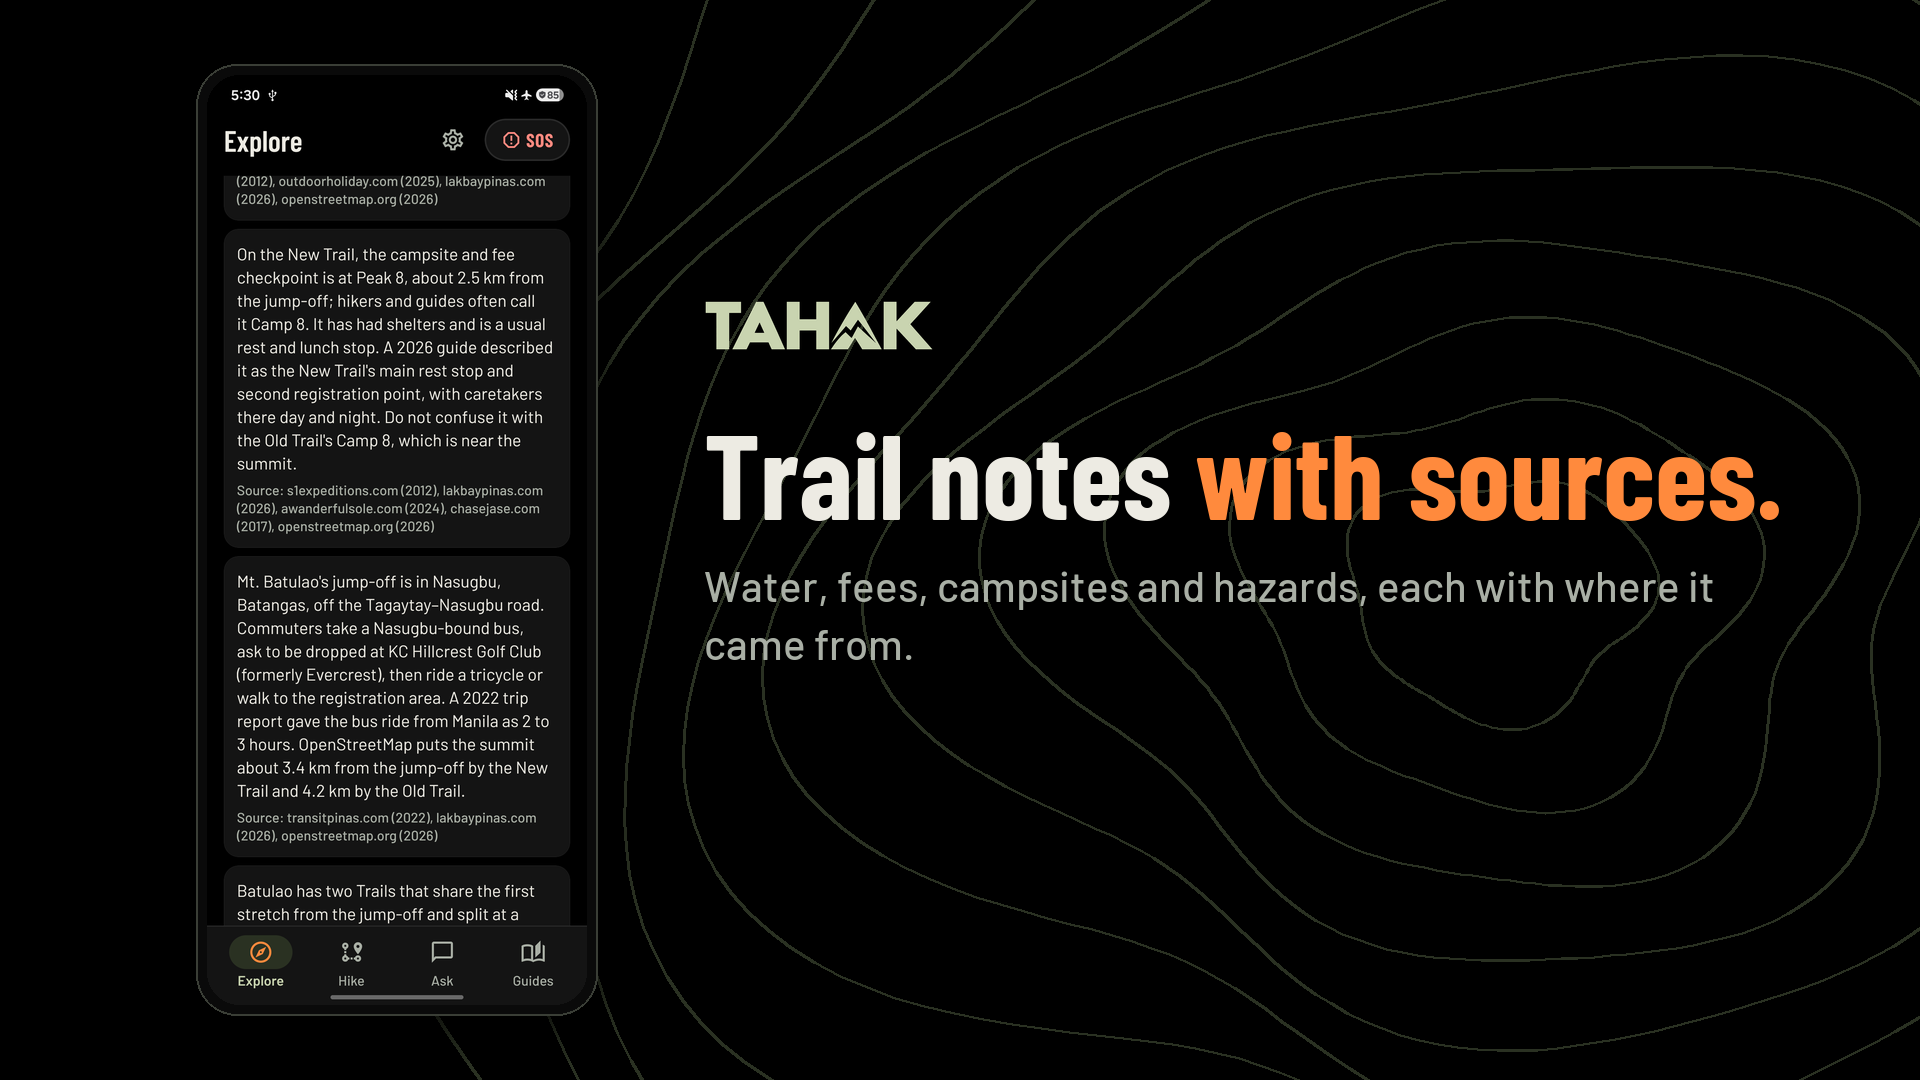 5:30
85
Explore
SOS
(2012), outdoorholiday.com (2025), lakbaypinas.com
(2026), openstreetmap.org (2026)
On the New Trail, the campsite and fee
checkpoint is at Peak 8, about 2.5 km from
the jump-off; hikers and guides often call
it Camp 8. It has had shelters and is a usual
rest and lunch stop. A 2026 guide described
it as the New Trail's main rest stop and
second registration point, with caretakers
there day and night. Do not confuse it with
the Old Trail's Camp 8, which is near the
summit.
Source: s1expeditions.com (2012), lakbaypinas.com
(2026), awanderfulsole.com (2024), chasejase.com
(2017), openstreetmap.org (2026)
Mt. Batulao's jump-off is in Nasugbu,
Batangas, off the Tagaytay-Nasugbu road.
Commuters take a Nasugbu-bound bus,
ask to be dropped at KC Hillcrest Golf Club
(formerly Evercrest), then ride a tricycle or
walk to the registration area. A 2022 trip
report gave the bus ride from Manila as 2 to
3 hours. OpenStreetMap puts the summit
about 3.4 km from the jump-off by the New
Trail and 4.2 km by the Old Trail.
Source: transitpinas.com (2022), lakbaypinas.com
(2026), openstreetmap.org (2026)
Batulao has two Trails that share the first
stretch from the jump-off and split at a
Explore
Hike
Ask
Guides
TAHAK
Trail notes with sources.
Water, fees, campsites and hazards, each with where it
came from.